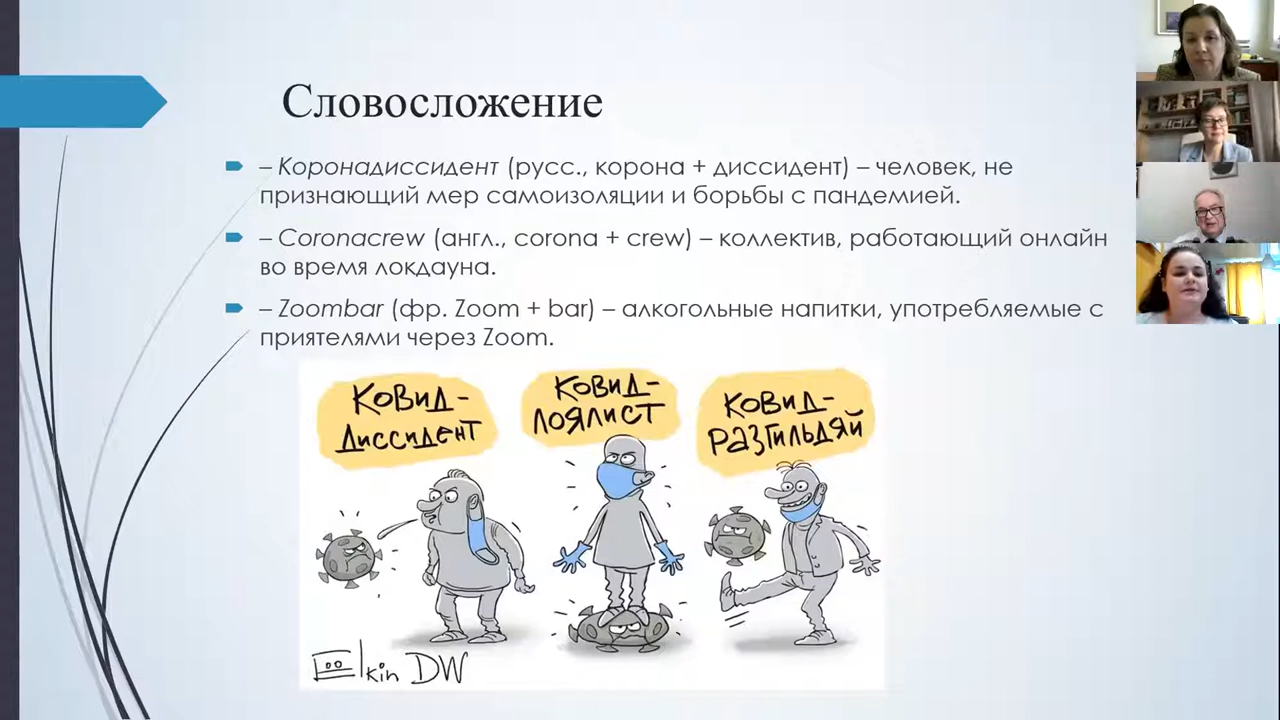 Словосложение
– Коронадиссидент (русс., корона + диссидент) – человек, не
признающий мер самоизоляции и борьбы с пандемией.
– Coronacrew (англ., corona + crew) – коллектив, работающий онлайн
во время локдауна.
– Zoombar (фр. Zoom + bar) – алкогольные напитки, употребляемые с
приятелями через Zoom.
КОВИД-
ДИССИДЕНТ
КОВИД-
ЛОЯЛИСТ
КОВИД-
РАЗГИЛЬДЯЙ
Elkin DW